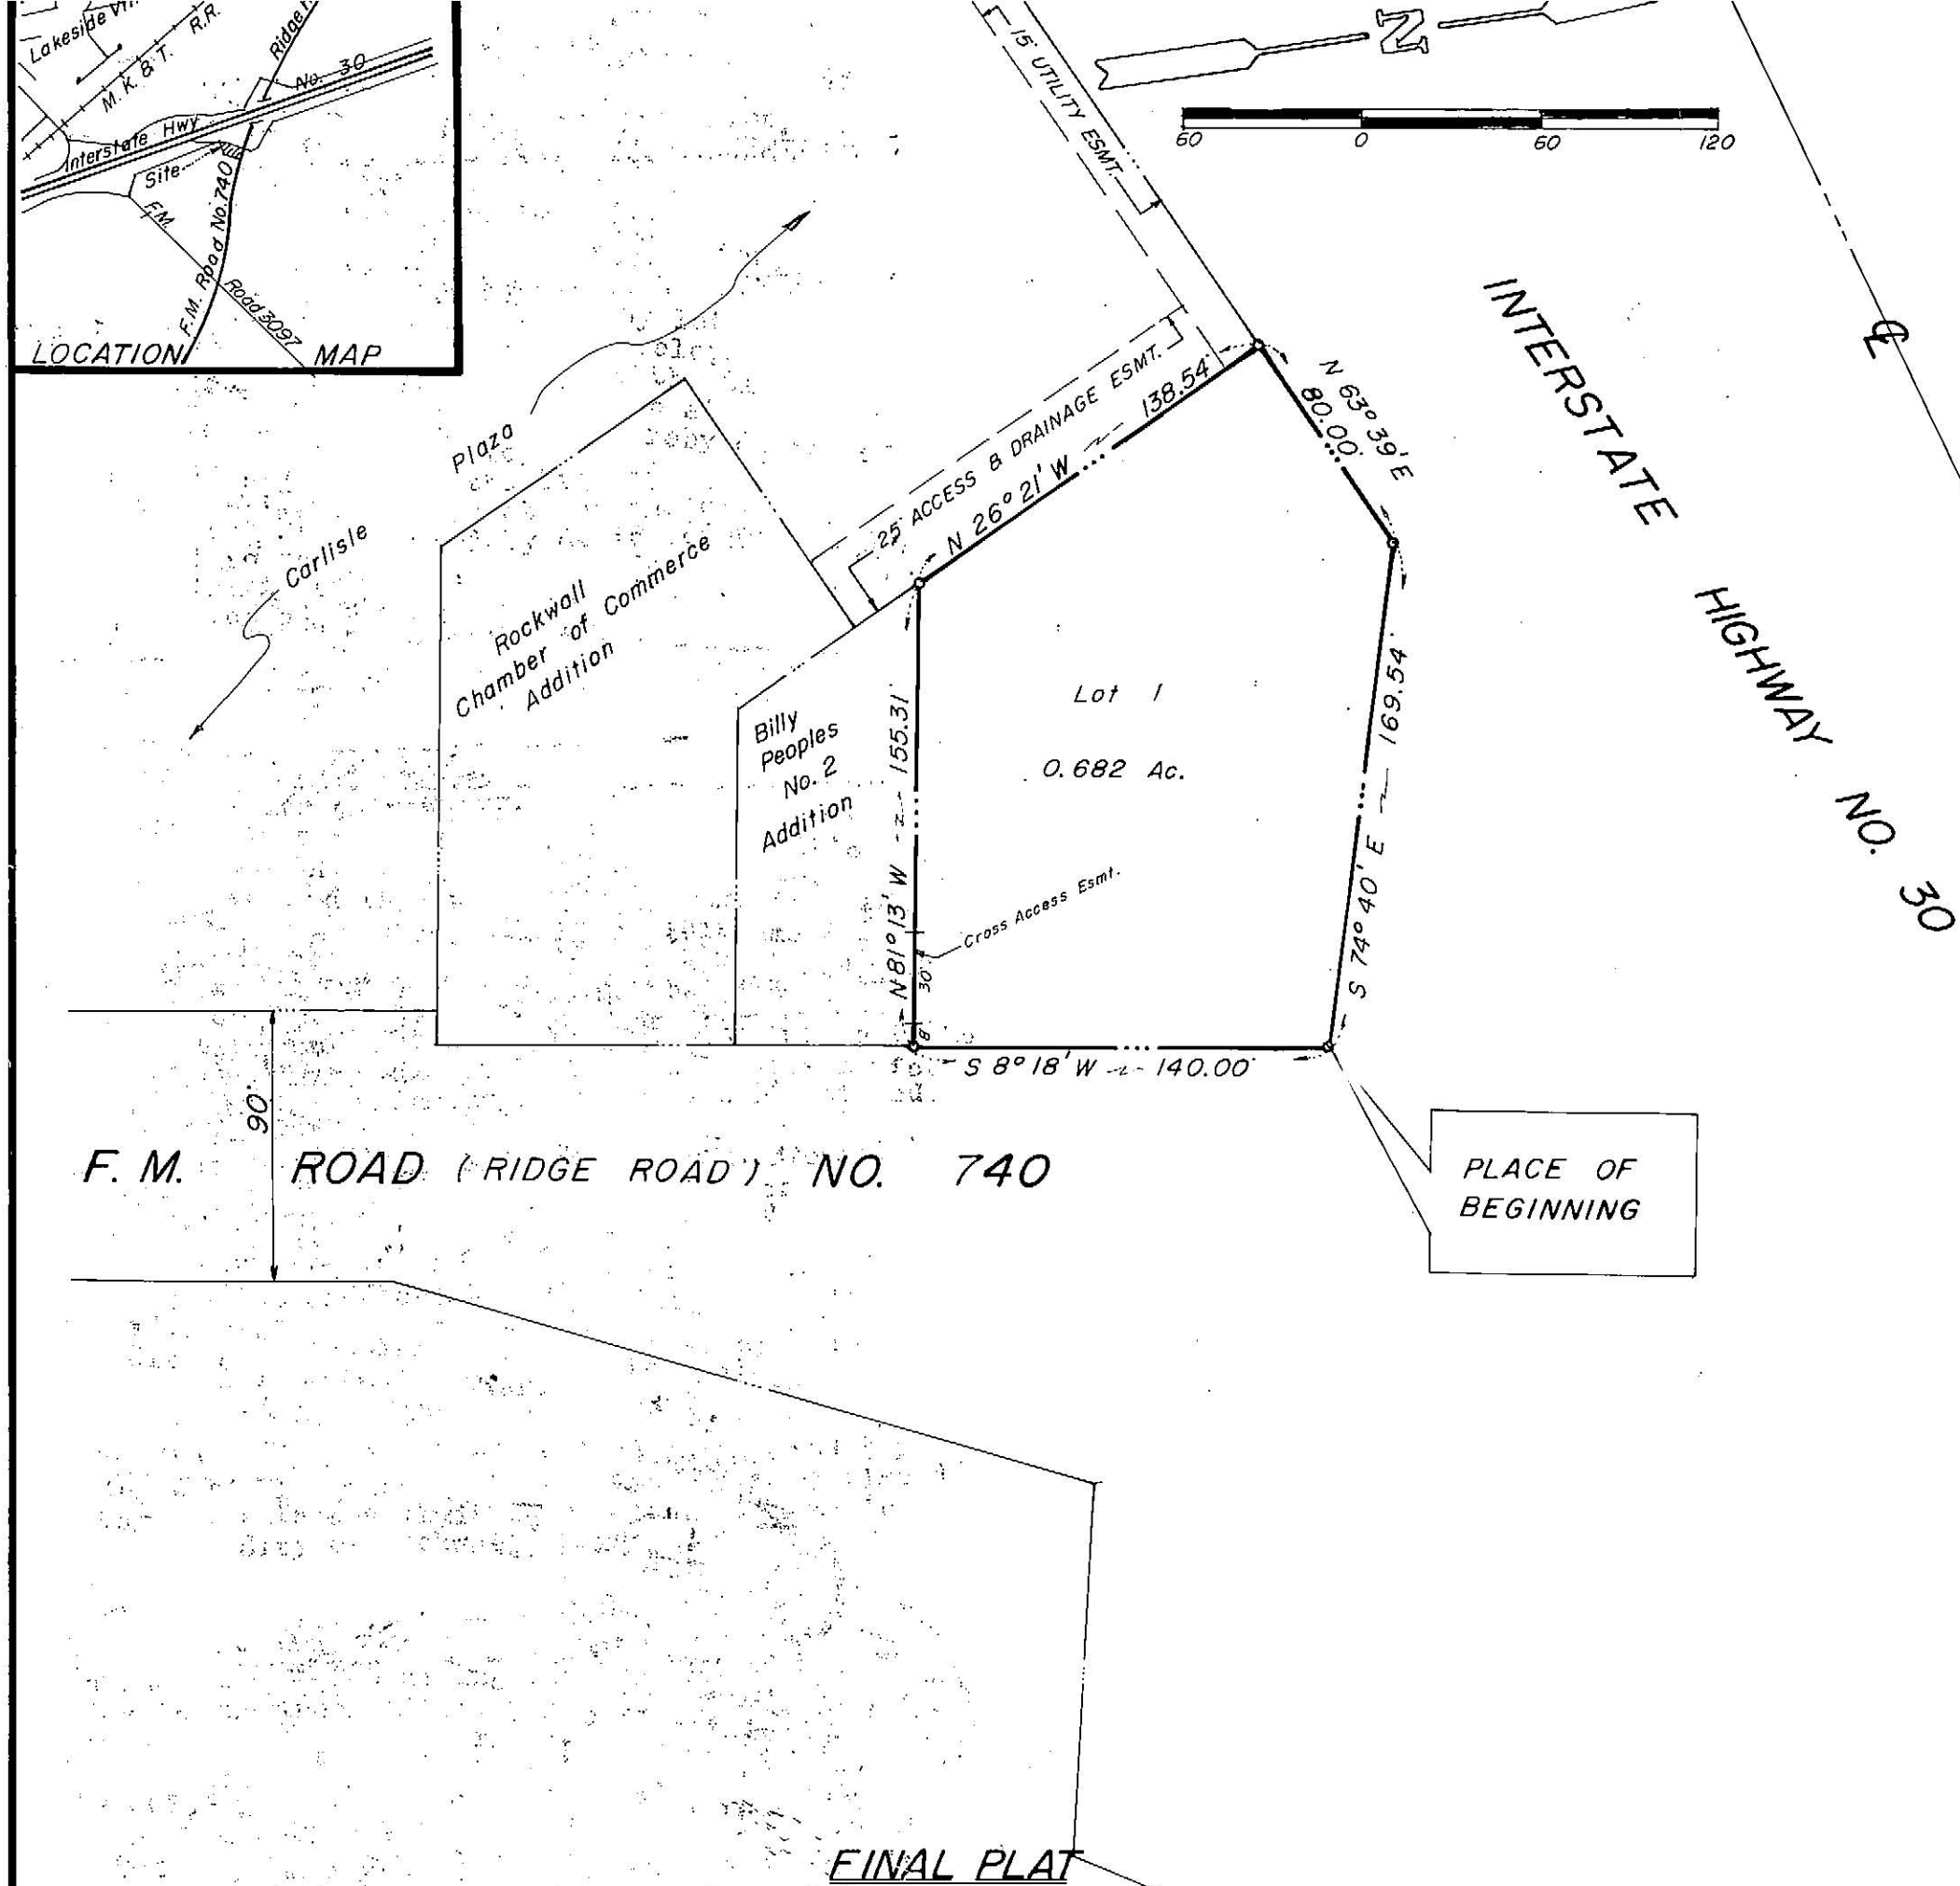 M. K. & T. R.R.
No. 30
Interstate Hwy
Site
F.M.
F.M. Road No. 740
Road 3097
LOCATION MAP
15' UTILITY ESMT.
N
60 0 60 120
INTERSTATE HIGHWAY NO. 30
℄
Plaza
Carlisle
25' ACCESS & DRAINAGE ESMT.
N 26° 21' W 138.54'
N 63° 39' E
80.00'
Rockwall
Chamber of Commerce
Addition
Billy
Peoples
No. 2
Addition
N 81° 13' W 155.31'
Lot 1
0.682 Ac.
S 74° 40' E 169.54'
Cross Access Esmt.
30'
8'
S 8° 18' W 140.00'
90'
F. M. ROAD (RIDGE ROAD) NO. 740
PLACE OF
BEGINNING
FINAL PLAT